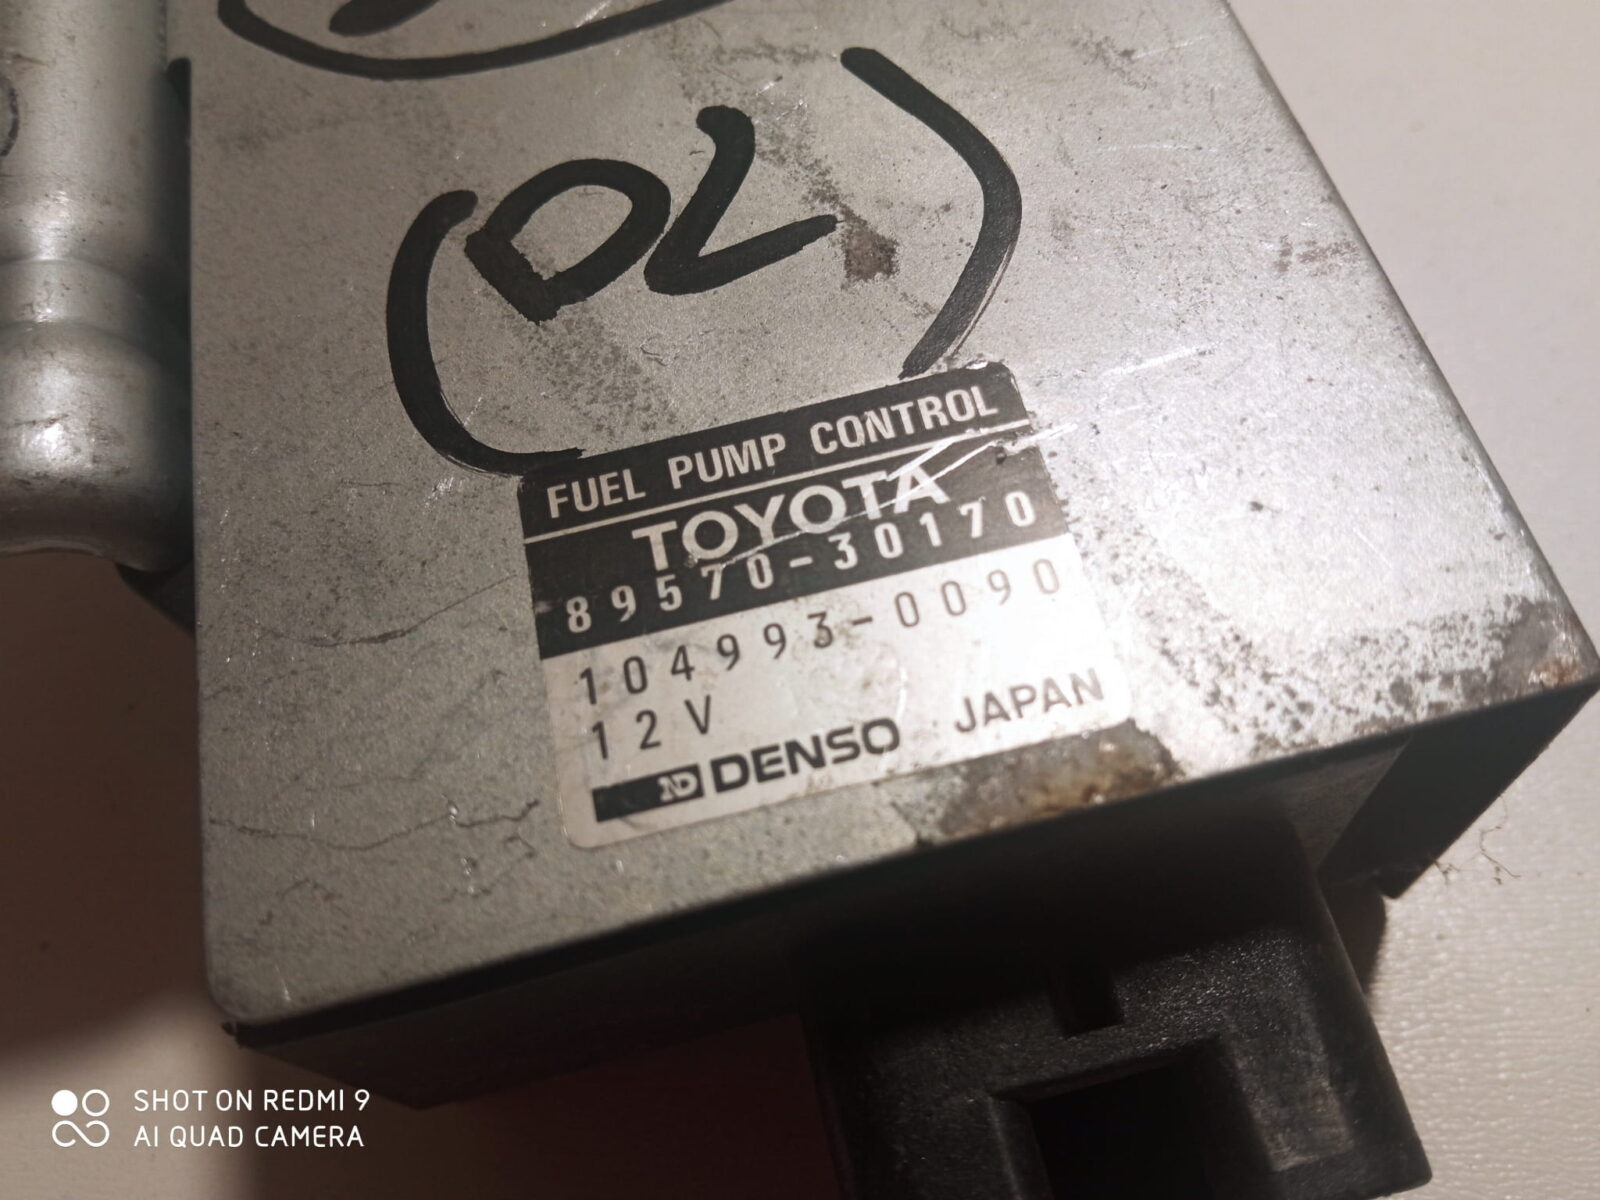 (DL)
FUEL PUMP CONTROL
TOYOTA
89570-30170
104993-0090
12V
ND DENSO JAPAN
SHOT ON REDMI 9
AI QUAD CAMERA